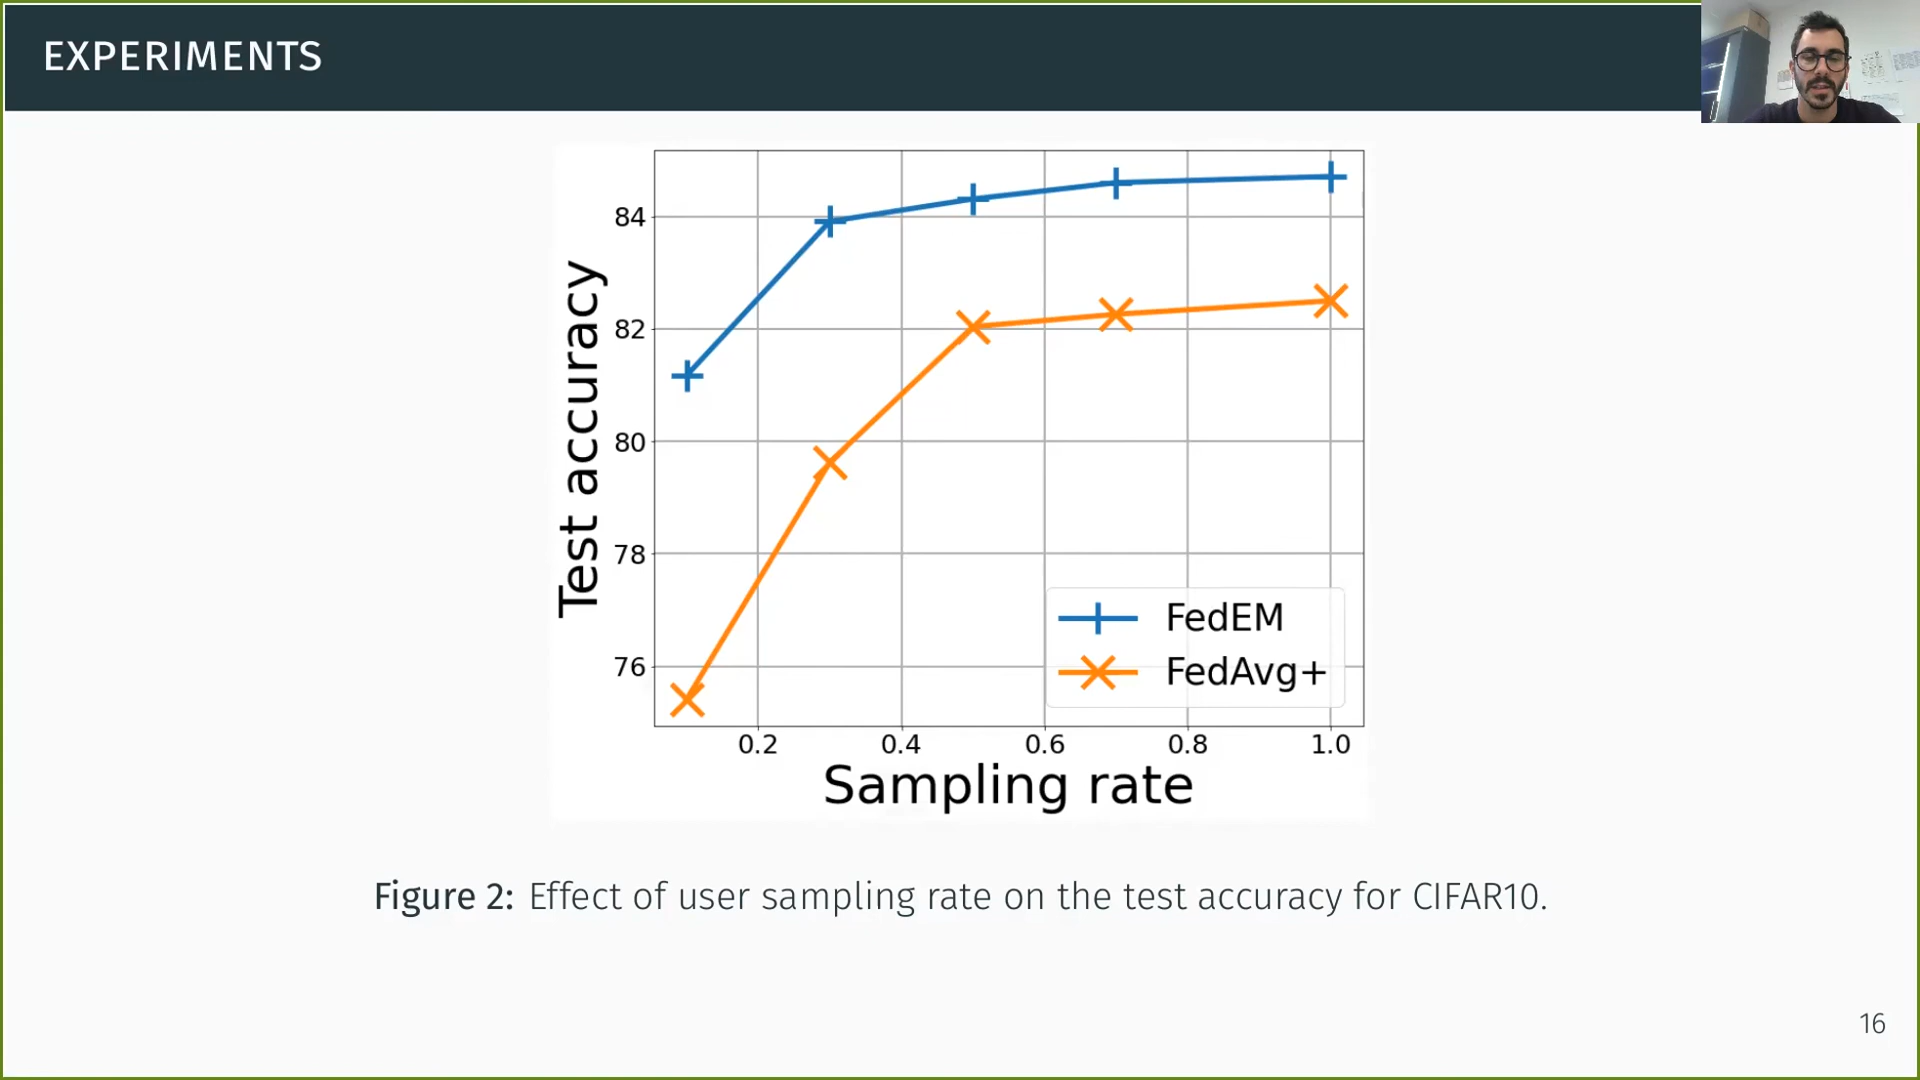 EXPERIMENTS
84
82
80
78
76
Test accuracy
FedEM
FedAvg+
0.2 0.4 0.6 0.8 1.0
Sampling rate
Figure 2: Effect of user sampling rate on the test accuracy for CIFAR10.
16